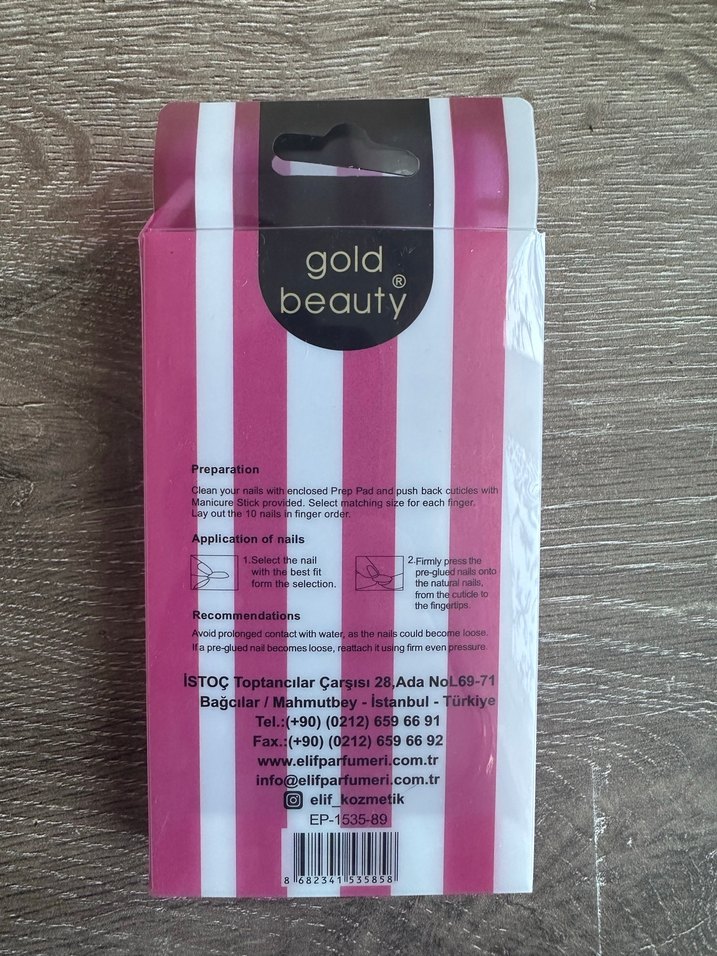 gold
beauty®
Preparation
Clean your nails with enclosed Prep Pad and push back cuticles with
Manicure Stick provided. Select matching size for each finger.
Lay out the 10 nails in finger order.
Application of nails
1.Select the nail
with the best fit
form the selection.
2.Firmly press the
pre-glued nails onto
the natural nails,
from the cuticle to
the fingertips.
Recommendations
Avoid prolonged contact with water, as the nails could become loose.
If a pre-glued nail becomes loose, reattach it using firm even pressure
İSTOÇ Toptancılar Çarşısı 28,Ada NoL69-71
Bağcılar / Mahmutbey - İstanbul - Türkiye
Tel.:(+90) (0212) 659 66 91
Fax.:(+90) (0212) 659 66 92
www.elifparfumeri.com.tr
info@elifparfumeri.com.tr
elif_kozmetik
EP-1535-89
8 682341 535858